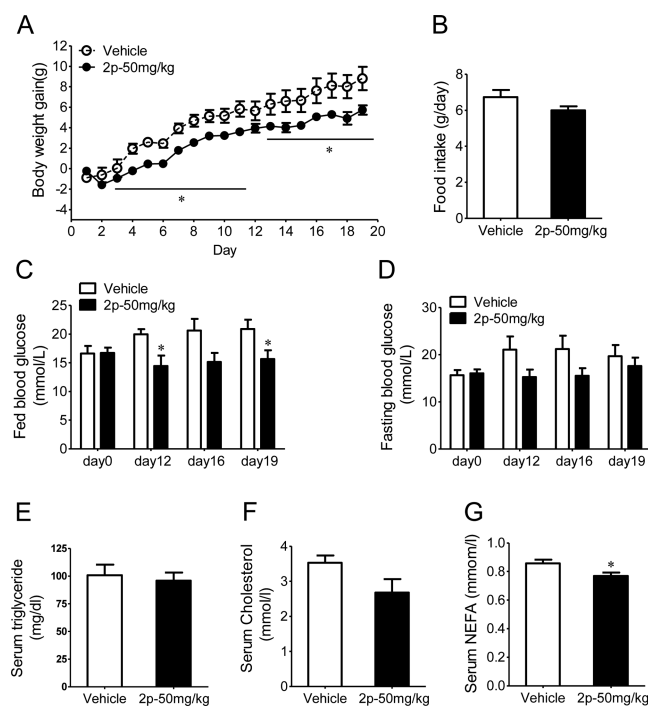 A
Vehicle
2p-50mg/kg
Body weight gain(g)
12
10
8
6
4
2
0
-2
-4
*
*
0 2 4 6 8 10 12 14 16 18 20
Day
B
Food intake (g/day)
8
6
4
2
0
Vehicle 2p-50mg/kg
C
Vehicle
2p-50mg/kg
Fed blood glucose
(mmol/L)
25
20
15
10
5
0
*
*
day0 day12 day16 day19
D
Vehicle
2p-50mg/kg
Fasting blood glucose
(mmol/L)
30
20
10
0
day0 day12 day16 day19
E
Serum triglyceride
(mg/dl)
125
100
75
50
25
0
Vehicle 2p-50mg/kg
F
Serum Cholesterol
(mmol/l)
4
3
2
1
0
Vehicle 2p-50mg/kg
G
Serum NEFA (mmom/l)
1.0
0.8
0.6
0.4
0.2
0.0
*
Vehicle 2p-50mg/kg